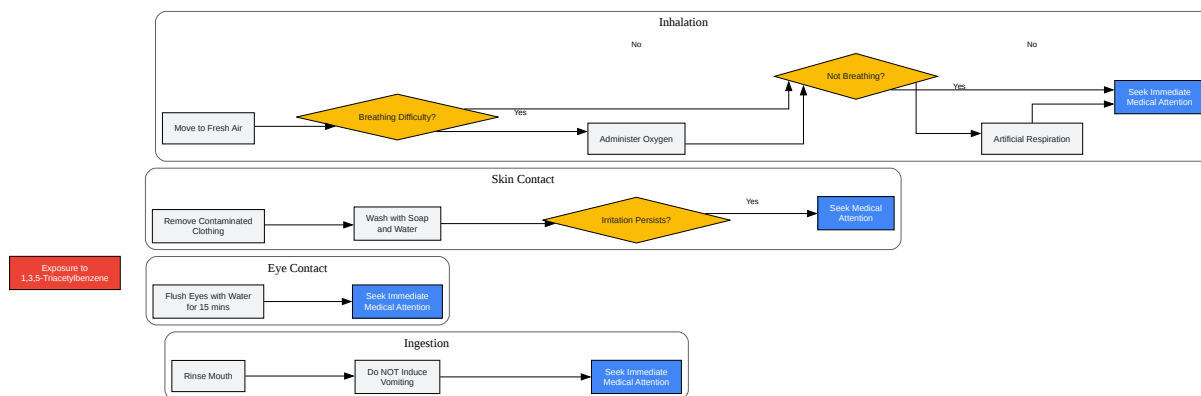 Inhalation
No
No
Not Breathing?
Yes
Seek Immediate
Medical Attention
Breathing Difficulty?
Yes
Move to Fresh Air
Administer Oxygen
Artificial Respiration
Skin Contact
Remove Contaminated
Clothing
Wash with Soap
and Water
Irritation Persists?
Yes
Seek Medical
Attention
Exposure to
1,3,5-Triacetylbenzene
Eye Contact
Flush Eyes with Water
for 15 mins
Seek Immediate
Medical Attention
Ingestion
Rinse Mouth
Do NOT Induce
Vomiting
Seek Immediate
Medical Attention